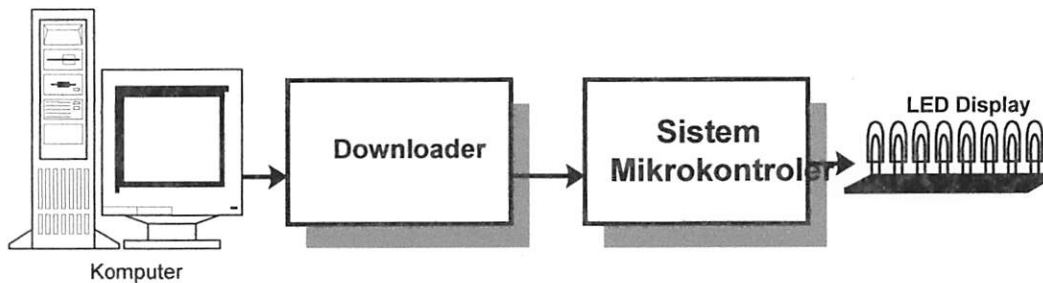 LED Display
Downloader
Sistem
Mikrokontroler
Komputer